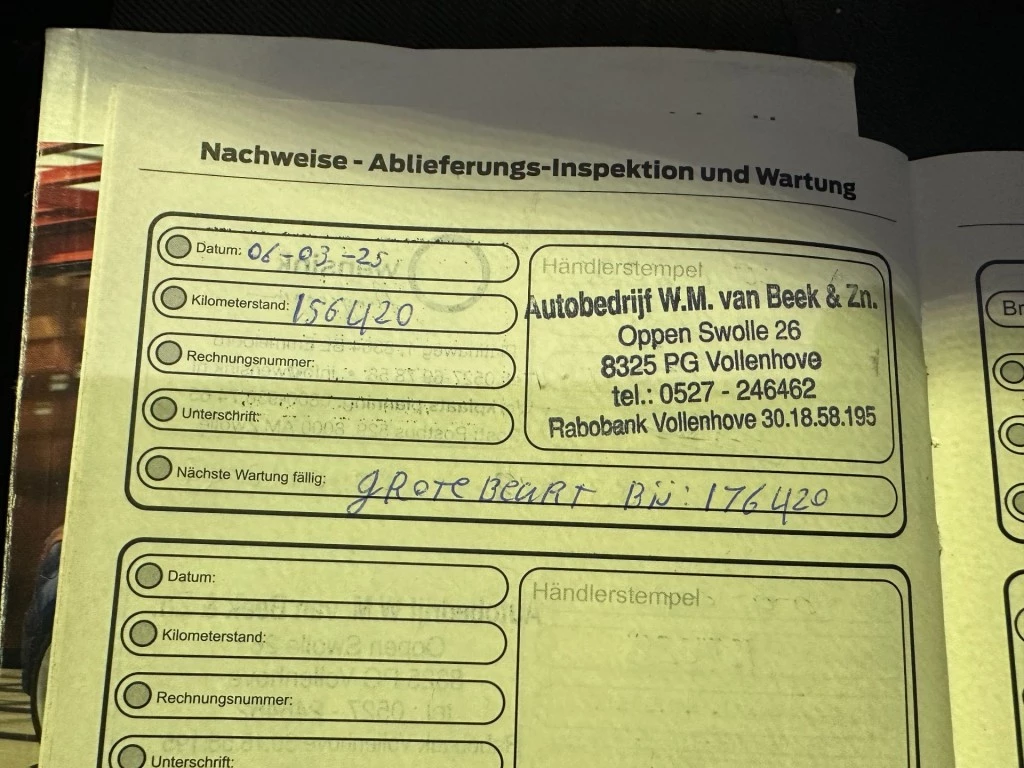 Nachweise - Ablieferungs-Inspektion und Wartung
Datum: 06-03-25
Kilometerstand: 156420
Rechnungsnummer:
Unterschrift:
Händlerstempel
Autobedrijf W.M. van Beek & Zn.
Oppen Swolle 26
8325 PG Vollenhove
tel.: 0527 - 246462
Rabobank Vollenhove 30.18.58.195
Nächste Wartung fällig: GROTE BEURT BIJ: 176420
Datum:
Kilometerstand:
Rechnungsnummer:
Unterschrift:
Händlerstempel
Br